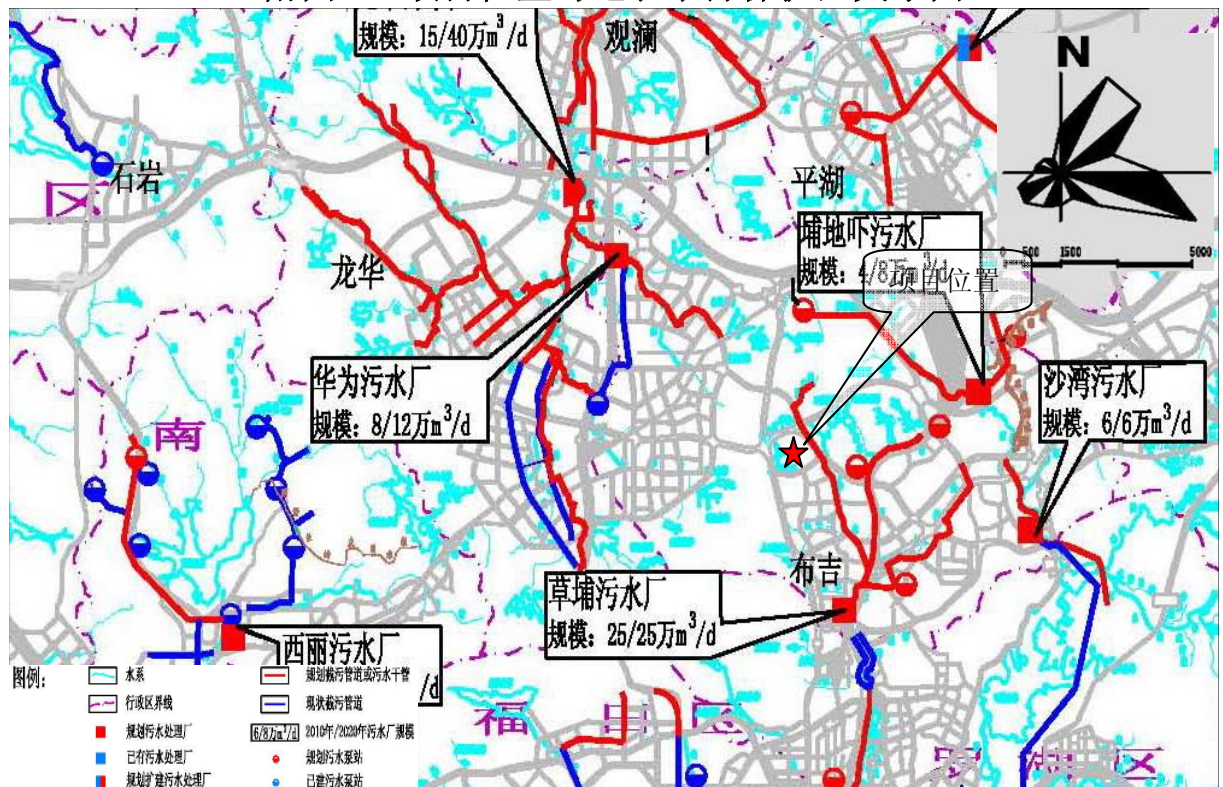 规模：15/40万m³/d
观澜
N
石岩
区
平湖
埔地吓污水厂
规模：4/8万m³/d
项目位置
0 500 1500 5000
龙华
华为污水厂
规模：8/12万m³/d
沙湾污水厂
规模：6/6万m³/d
南
布吉
草埔污水厂
规模：25/25万m³/d
西丽污水厂
/d
福田区
区
图例：
水系
规划截污管道或污水干管
行政区界线
现状截污管道
规划污水处理厂
6/8万m³/d 2010年/2020年污水厂规模
已有污水处理厂
规划污水泵站
规划扩建污水处理厂
已建污水泵站